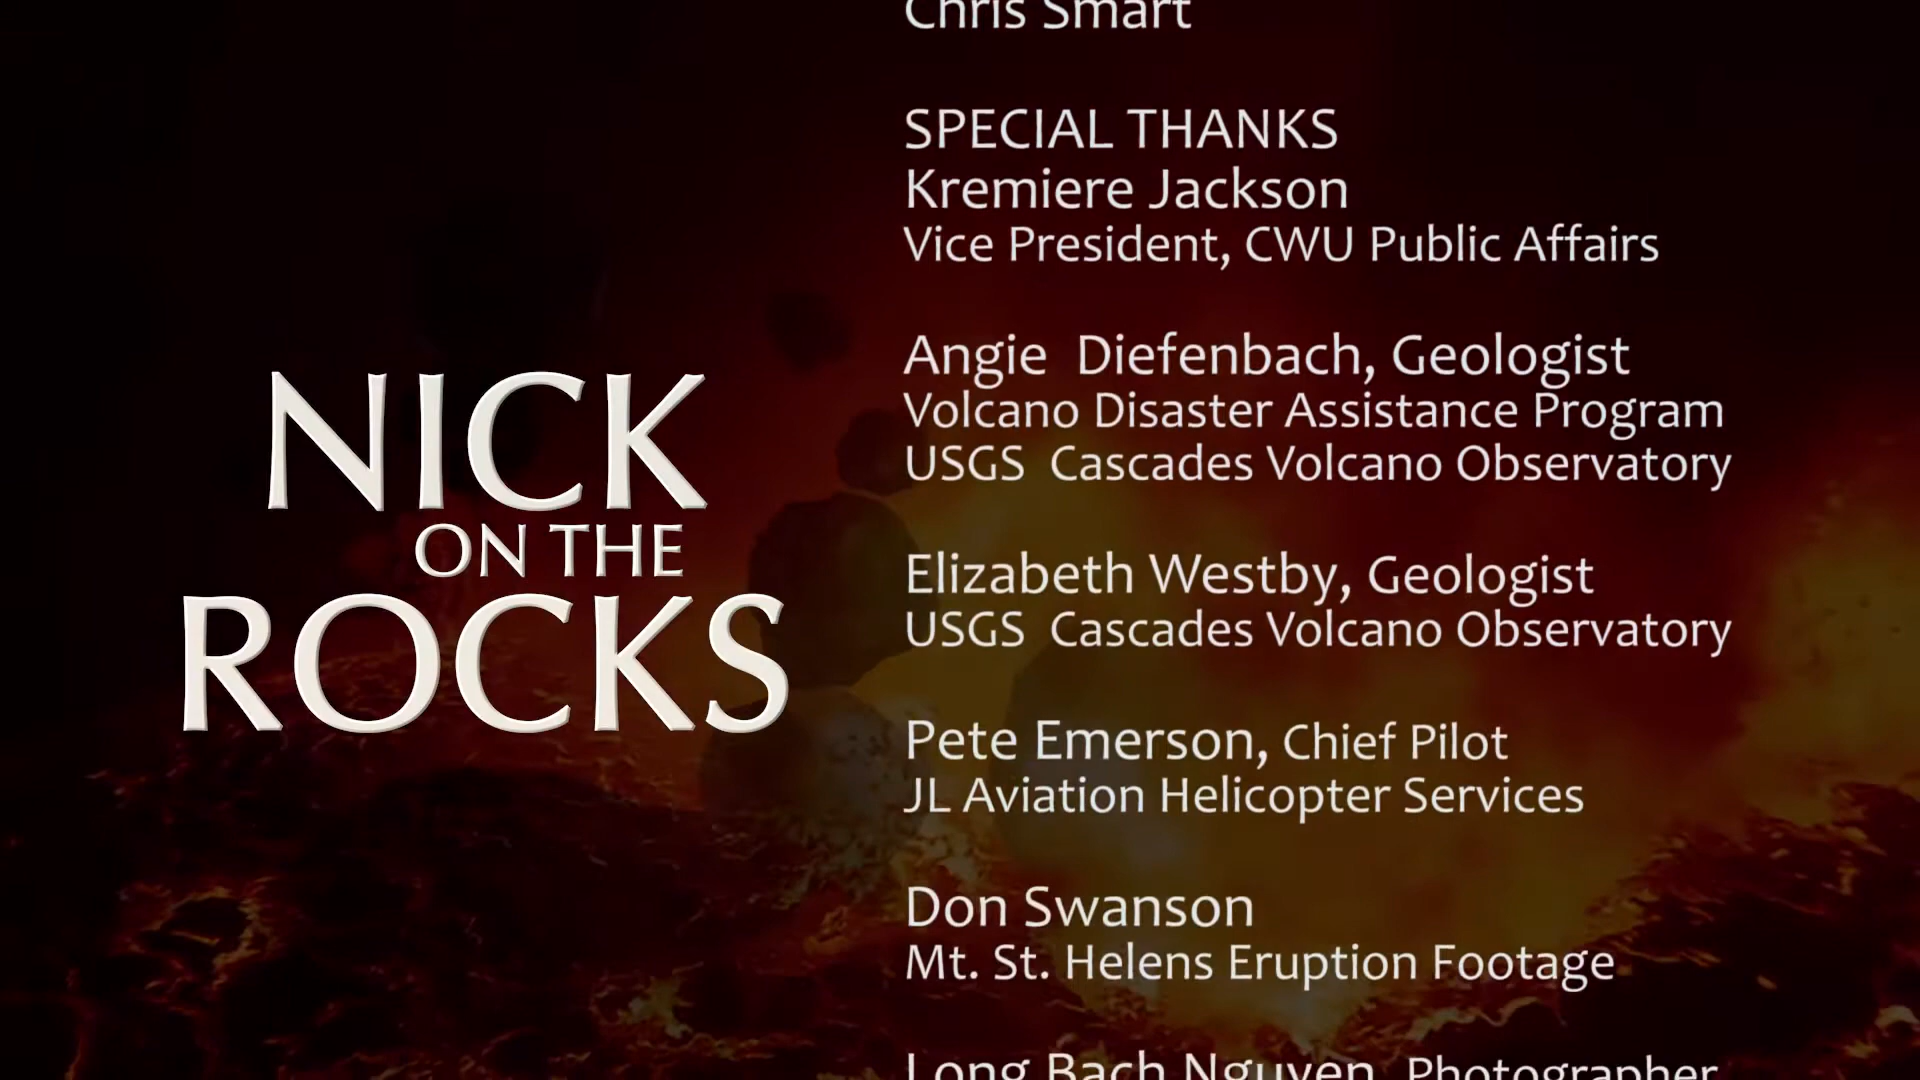 NICK
ON THE
ROCKS
Chris Smart
SPECIAL THANKS
Kremiere Jackson
Vice President, CWU Public Affairs
Angie  Diefenbach, Geologist
Volcano Disaster Assistance Program
USGS  Cascades Volcano Observatory
Elizabeth Westby, Geologist
USGS  Cascades Volcano Observatory
Pete Emerson, Chief Pilot
JL Aviation Helicopter Services
Don Swanson
Mt. St. Helens Eruption Footage
Long Bach Nguyen, Photographer